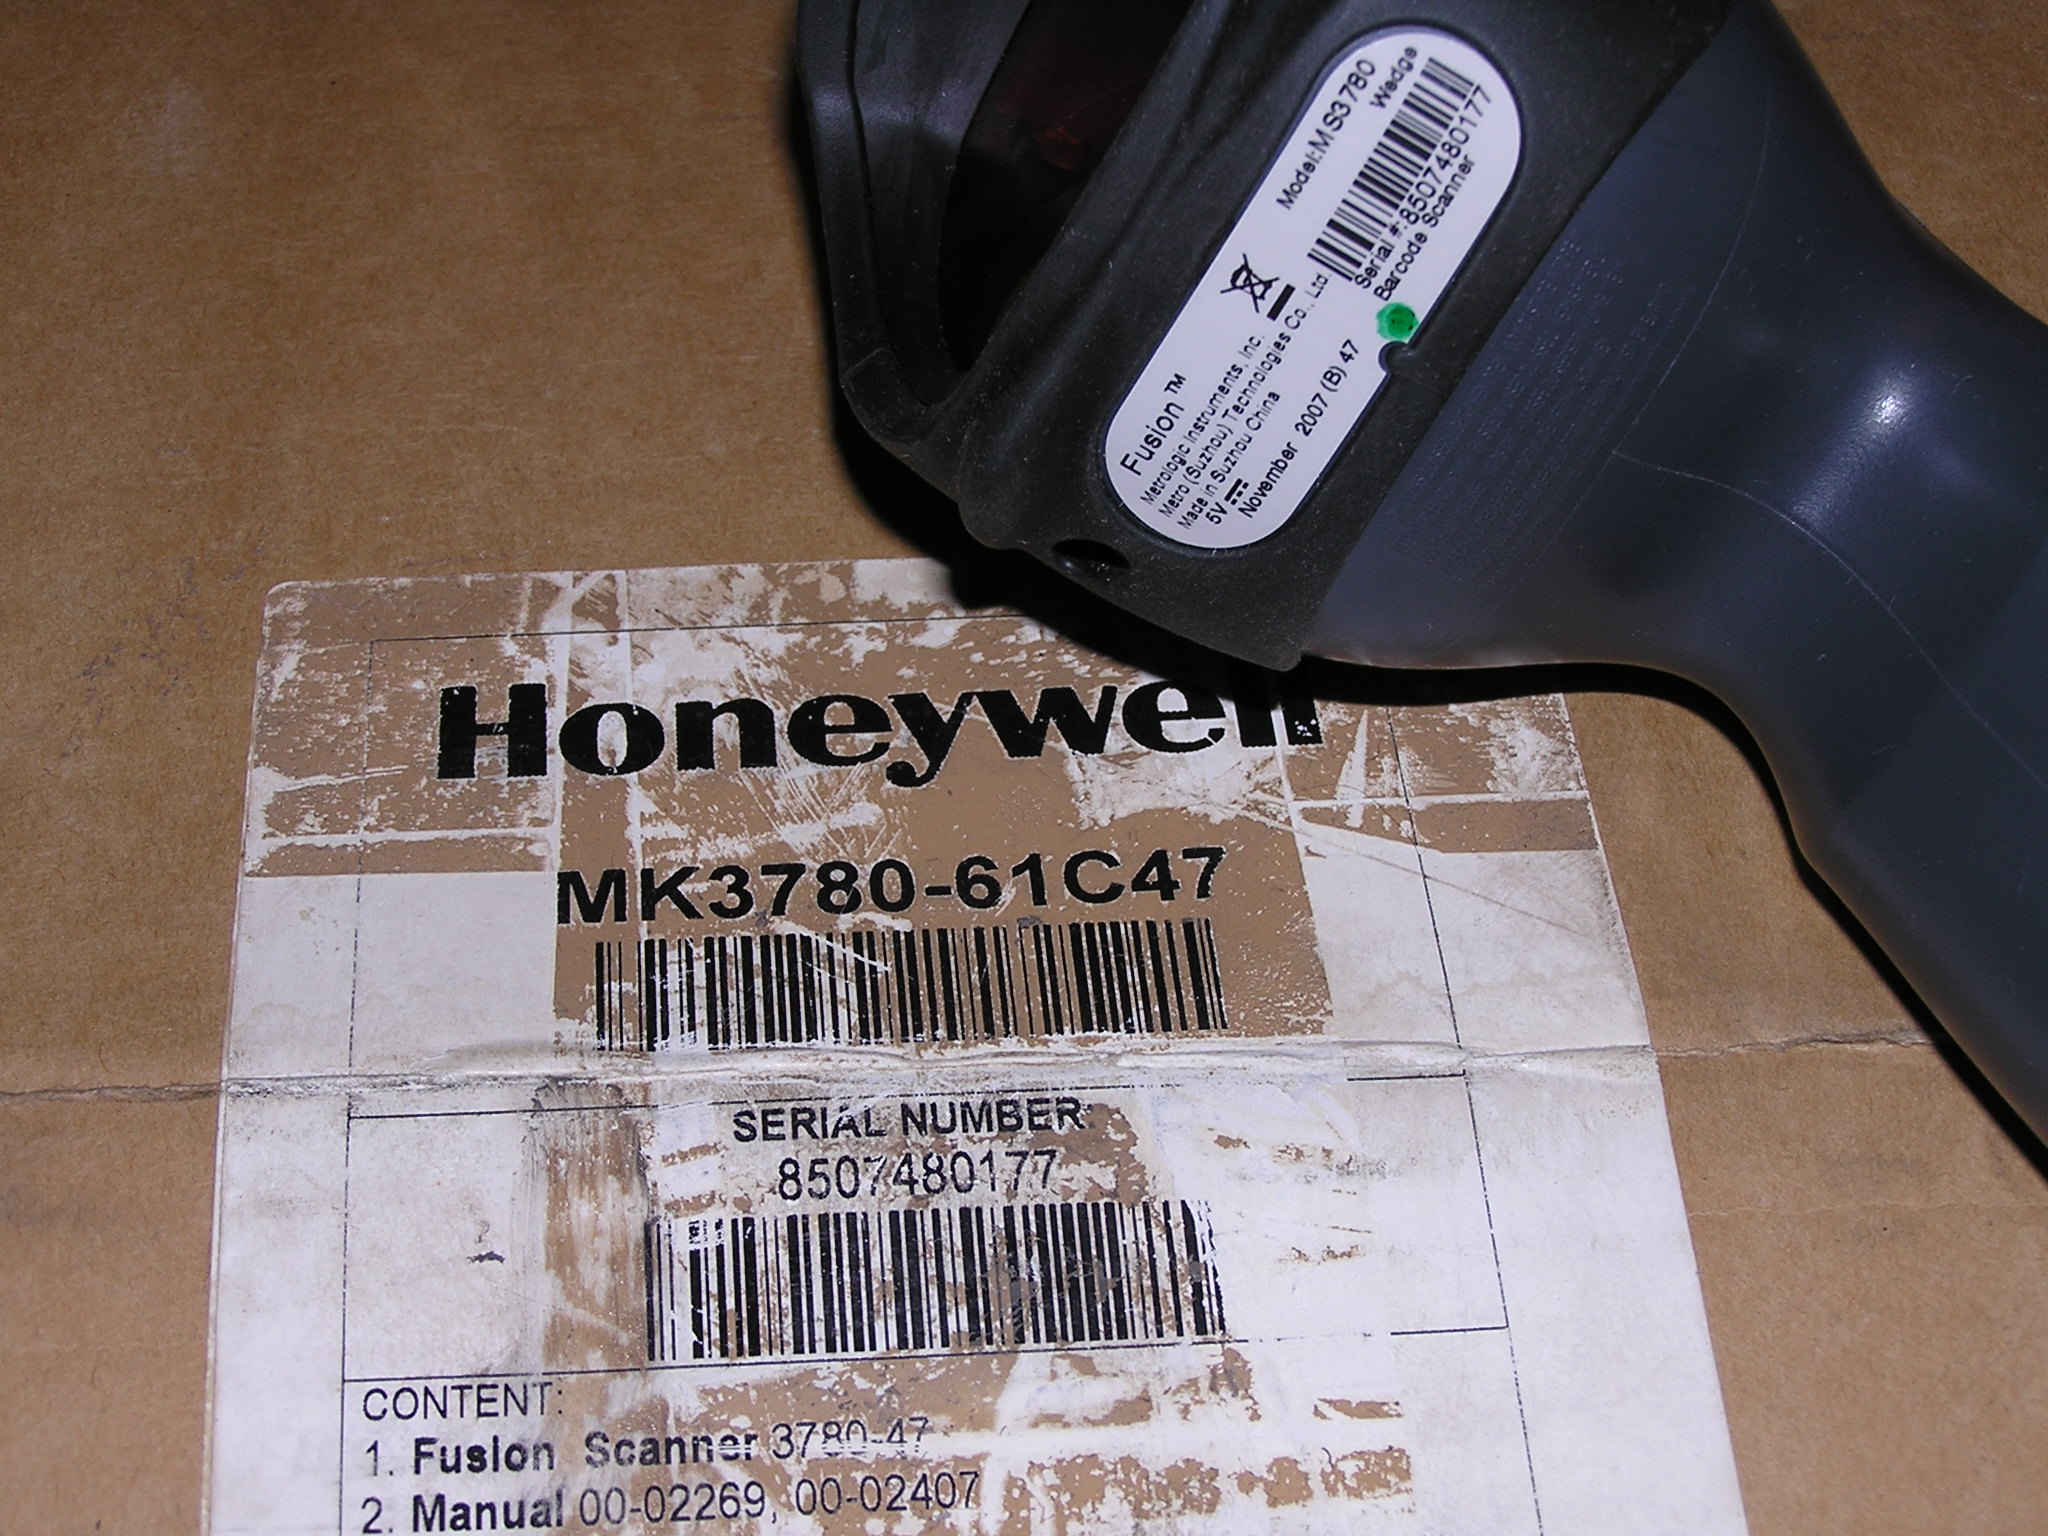 Model:MS3780
Wedge
Serial #:8507480177
Barcode Scanner
Fusion™
Metrologic Instruments, Inc.
Metro (Suzhou) Technologies Co., Ltd
Made in Suzhou China
5V
November 2007 (B) 47
Honeywell
MK3780-61C47
SERIAL NUMBER:
8507480177
CONTENT:
1. Fusion Scanner 3780-47
2. Manual 00-02269, 00-02407